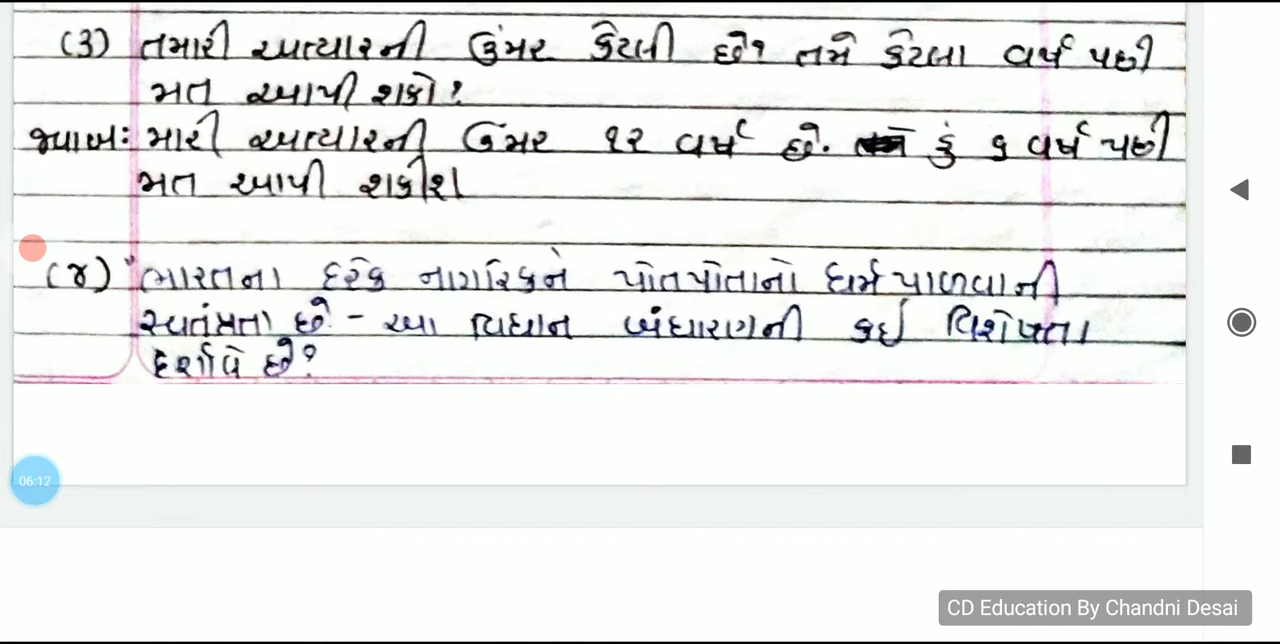 (૩) તમારી અત્યારની ઉંમર કેટલી છે? તમે કેટલા વર્ષ પછી
મત આપી શકો?
જવાબ: મારી અત્યારની ઉંમર ૧૨ વર્ષ છે. હું ૬ વર્ષ પછી
મત આપી શકીશ
(૪) "ભારતના દરેક નાગરિકને પોતપોતાનો ધર્મ પાળવાની
સ્વતંત્રતા છે - આ વિધાન બંધારણની કઇ વિશેષતા
દર્શાવે છે?
06:12
CD Education By Chandni Desai